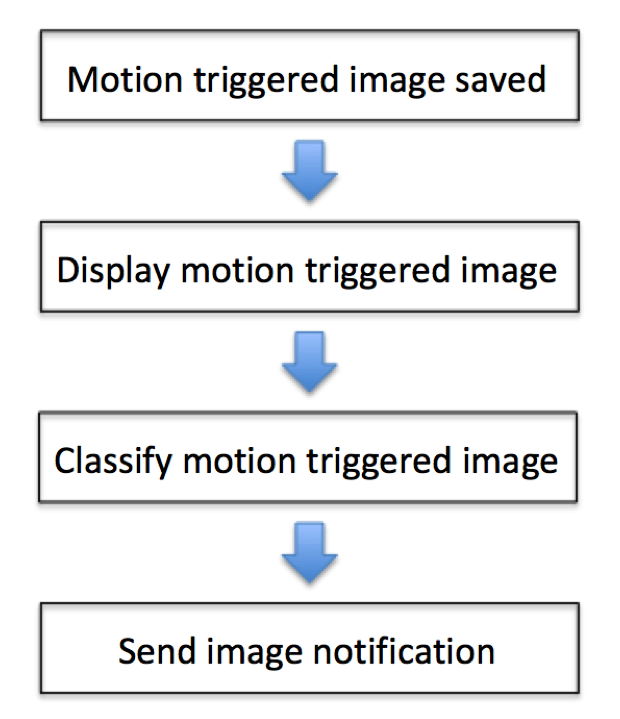 Motion triggered image saved
Display motion triggered image
Classify motion triggered image
Send image notification